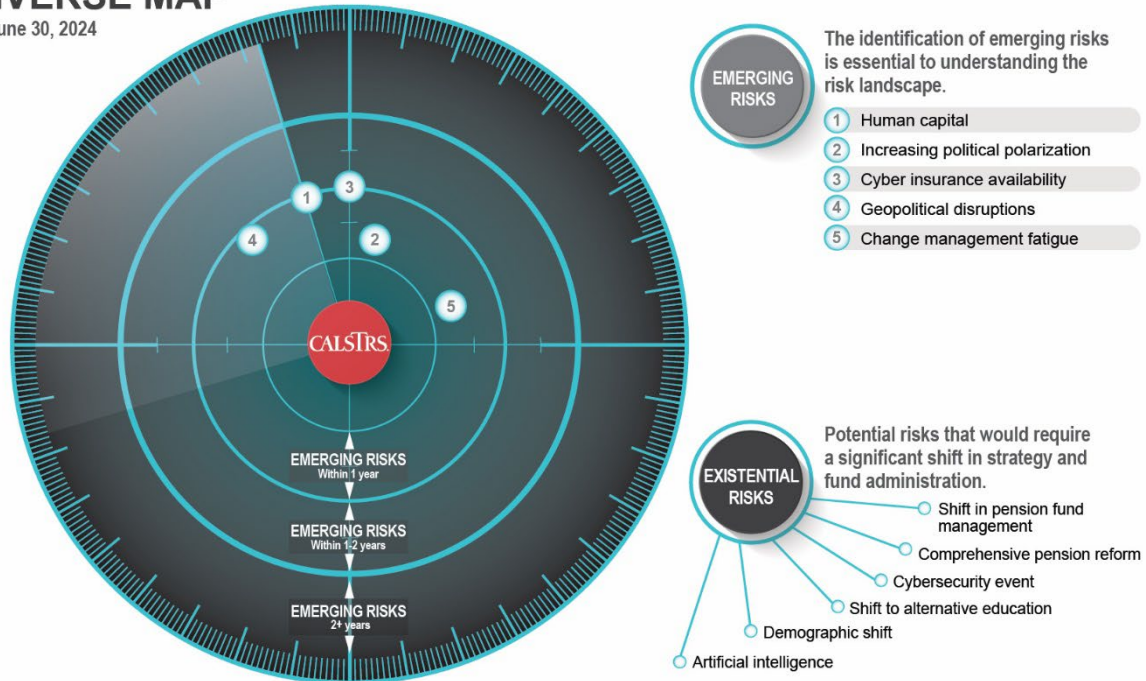 June 30, 2024
The identification of emerging risks
is essential to understanding the
risk landscape.
EMERGING
RISKS
1 Human capital
2 Increasing political polarization
3 Cyber insurance availability
4 Geopolitical disruptions
5 Change management fatigue
1
3
4
2
5
CALSTRS.
EMERGING RISKS
Within 1 year
EMERGING RISKS
Within 1-2 years
EMERGING RISKS
2+ years
Potential risks that would require
a significant shift in strategy and
fund administration.
EXISTENTIAL
RISKS
Shift in pension fund
management
Comprehensive pension reform
Cybersecurity event
Shift to alternative education
Demographic shift
Artificial intelligence